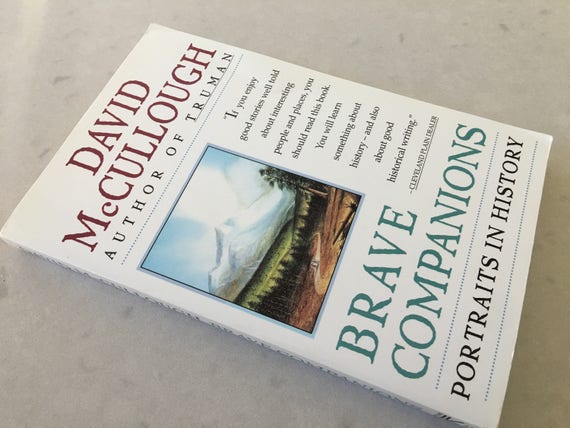 DAVID
McCULLOUGH
AUTHOR OF TRUMAN
"If you enjoy
good stories well told
about interesting
people and places, you
should read this book.
You will learn
something about
history – and also
about good
historical writing."
–CLEVELAND PLAIN DEALER
BRAVE
COMPANIONS
PORTRAITS IN HISTORY